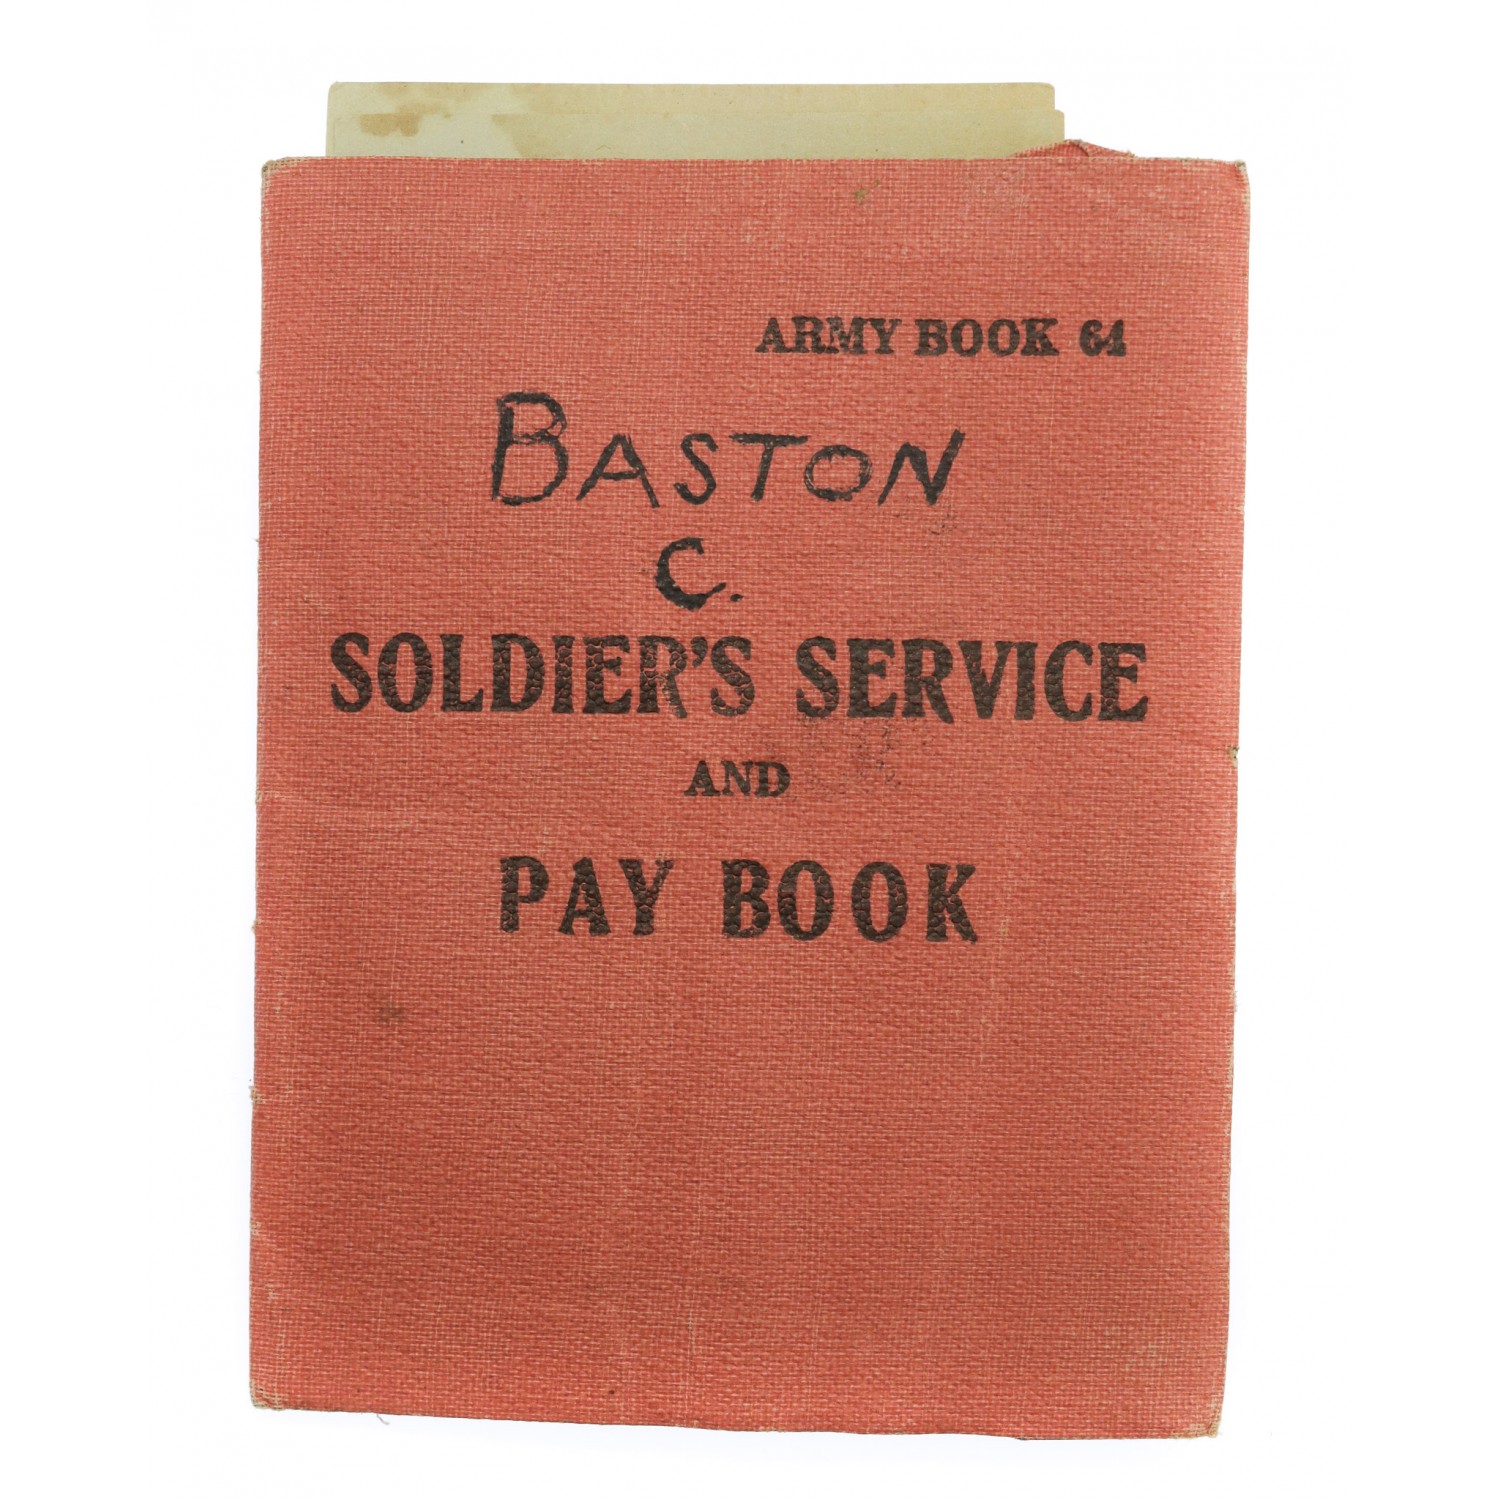 ARMY BOOK 64
BASTON
C.
SOLDIER'S SERVICE
AND
PAY BOOK